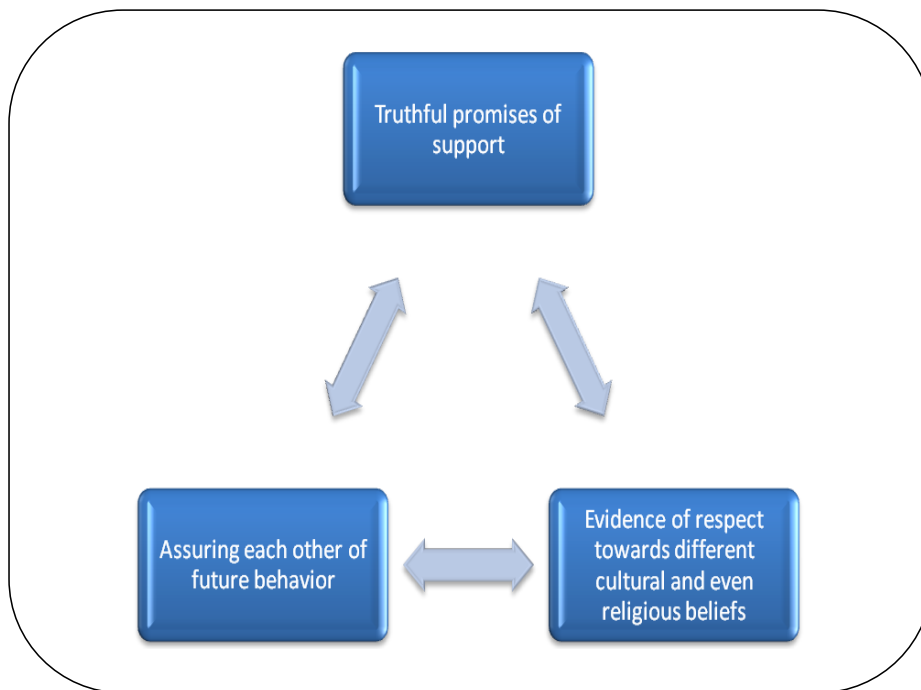 Truthful promises of
support
Assuring each other of
future behavior
Evidence of respect
towards different
cultural and even
religious beliefs